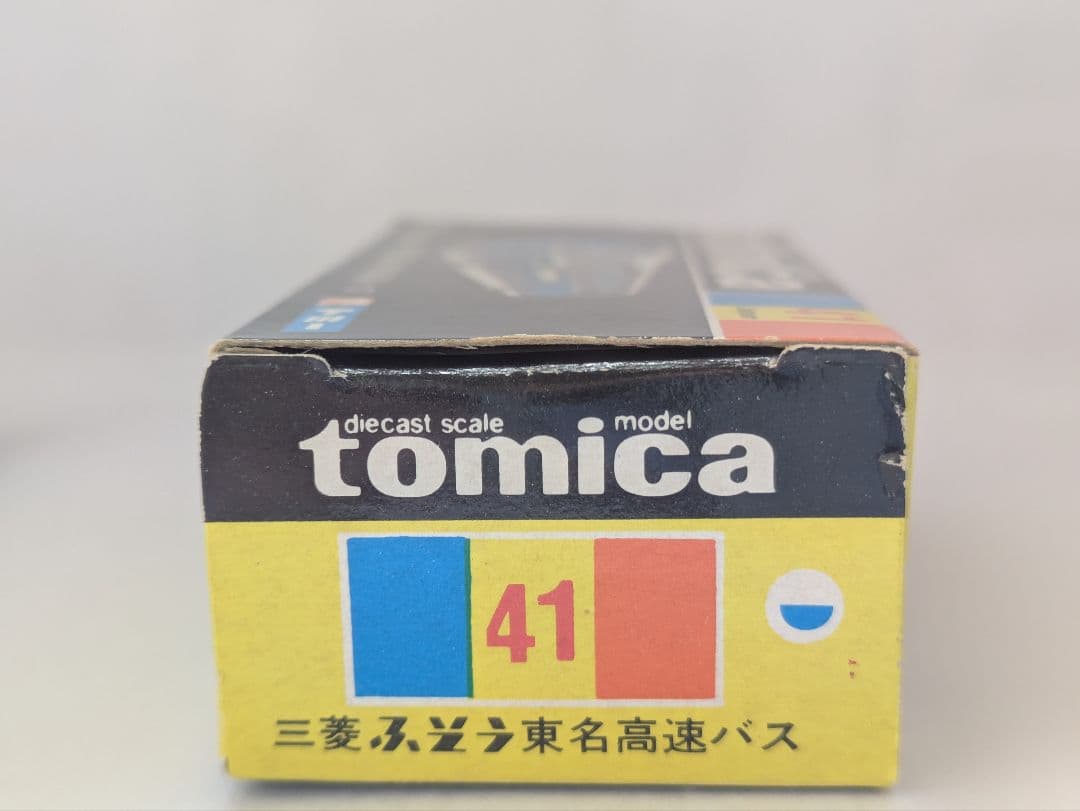 diecast scale model
tomica
41
三菱ふそう東名高速バス